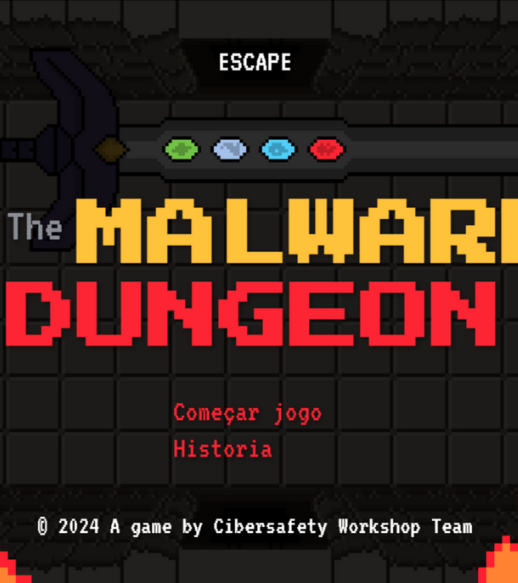 ESCAPE
The MALWAR
DUNGEON
Começar jogo
Historia
© 2024 A game by Cibersafety Workshop Team